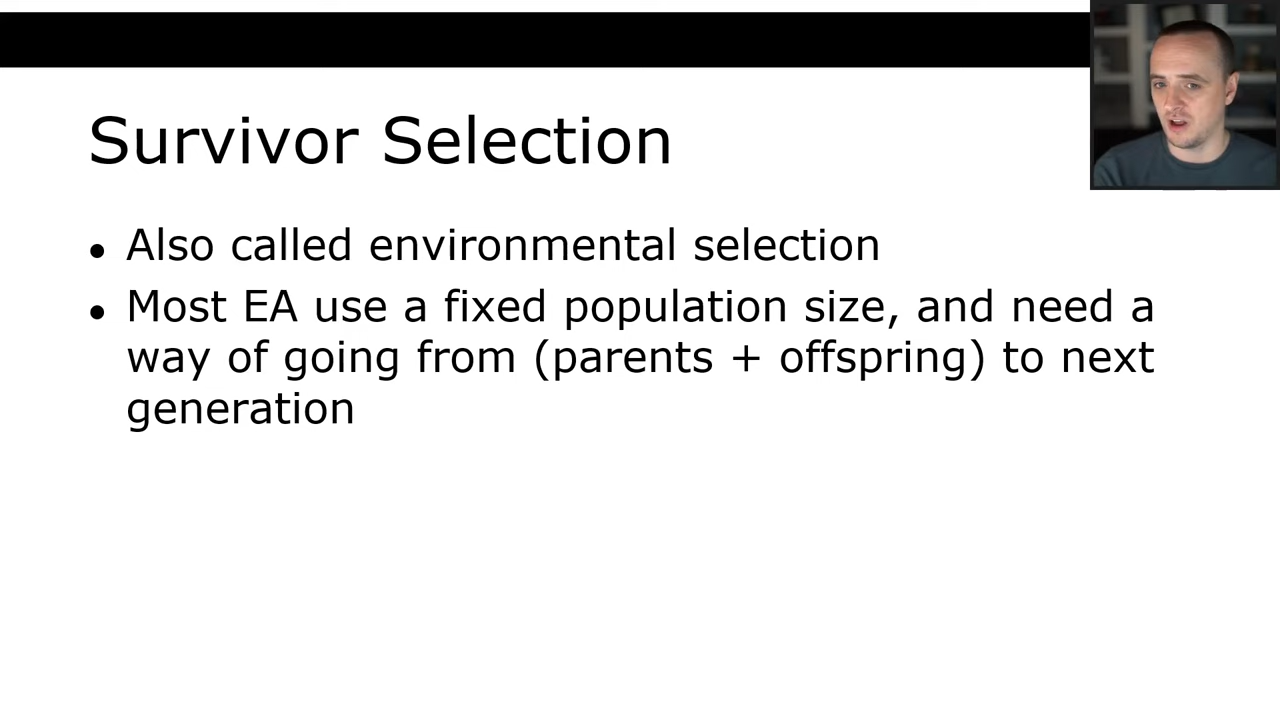 Survivor Selection
• Also called environmental selection
• Most EA use a fixed population size, and need a
way of going from (parents + offspring) to next
generation